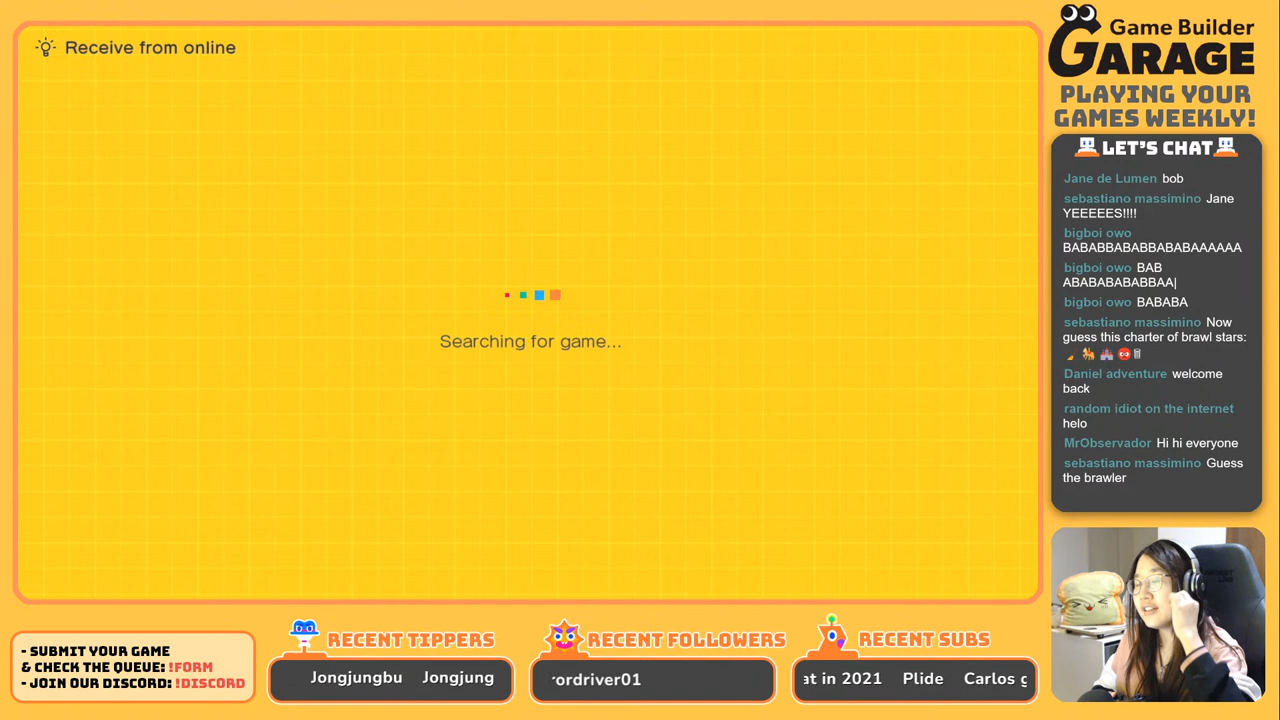 Receive from online
Searching for game...
Game Builder
GARAGE
PLAYING YOUR
GAMES WEEKLY!
LET'S CHAT
Jane de Lumen bob
sebastiano massimino Jane
YEEEEES!!!!
bigboi owo
BABABBABABBABABAAAAAA
bigboi owo BAB
ABABABABABBAA|
bigboi owo BABABA
sebastiano massimino Now
guess this charter of brawl stars:
Daniel adventure welcome
back
random idiot on the internet
helo
MrObservador Hi hi everyone
sebastiano massimino Guess
the brawler
- SUBMIT YOUR GAME
& CHECK THE QUEUE: !FORM
- JOIN OUR DISCORD: !DISCORD
RECENT TIPPERS
Jongjungbu Jongjung
RECENT FOLLOWERS
rordriver01
RECENT SUBS
at in 2021 Plide Carlos g